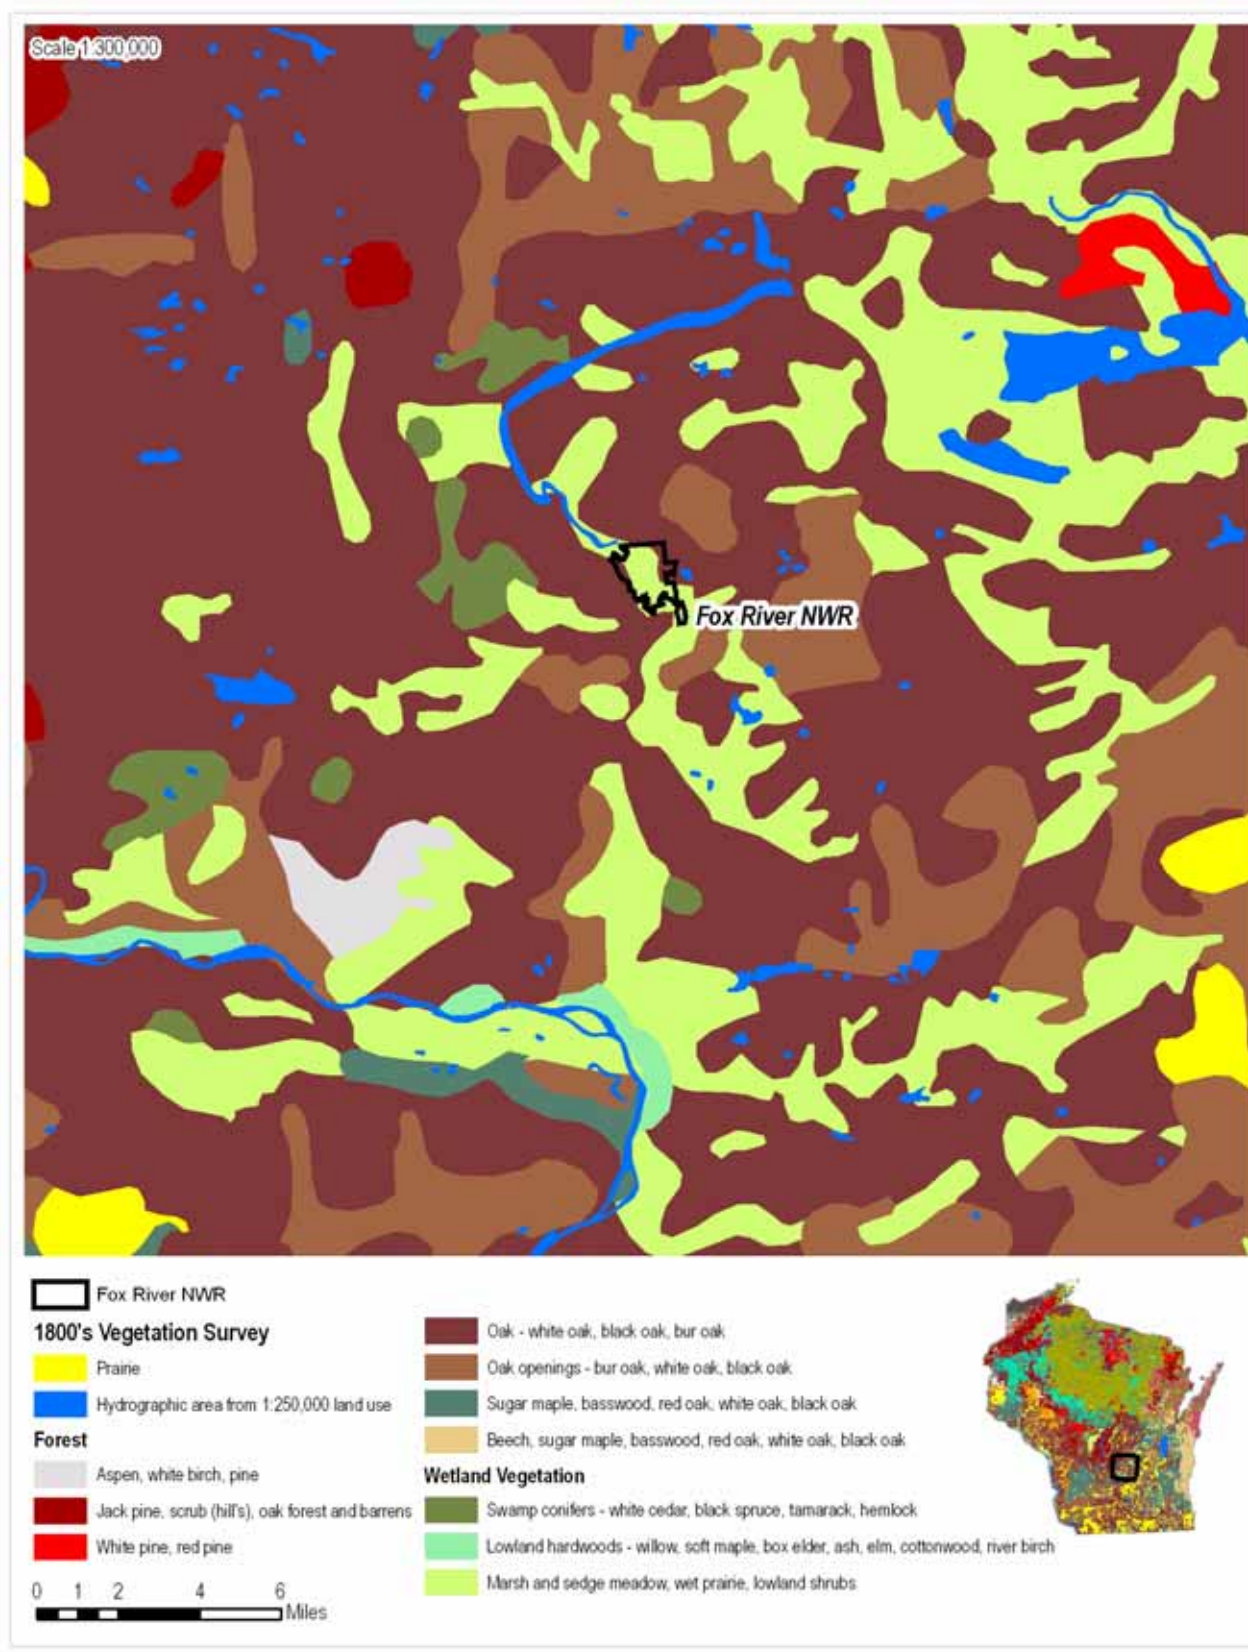 Scale 1:300,000
Fox River NWR
Fox River NWR
1800's Vegetation Survey
Prairie
Hydrographic area from 1:250,000 land use
Forest
Aspen, white birch, pine
Jack pine, scrub (hill's), oak forest and barrens
White pine, red pine
0 1 2 4 6
Miles
Oak - white oak, black oak, bur oak
Oak openings - bur oak, white oak, black oak
Sugar maple, basswood, red oak, white oak, black oak
Beech, sugar maple, basswood, red oak, white oak, black oak
Wetland Vegetation
Swamp conifers - white cedar, black spruce, tamarack, hemlock
Lowland hardwoods - willow, soft maple, box elder, ash, elm, cottonwood, river birch
Marsh and sedge meadow, wet prairie, lowland shrubs